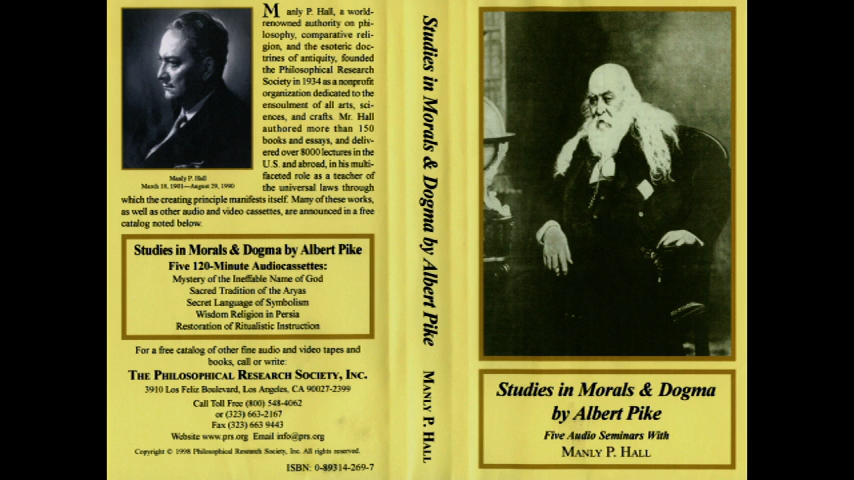 Manly P. Hall, a world-
renowned authority on phi-
losophy, comparative reli-
gion, and the esoteric doc-
trines of antiquity, founded
the Philosophical Research
Society in 1934 as a nonprofit
organization dedicated to the
ensoulment of all arts, sci-
ences, and crafts. Mr. Hall
authored more than 150
books and essays, and deliv-
ered over 8000 lectures in the
U.S. and abroad, in his multi-
faceted role as a teacher of
the universal laws through
which the creating principle manifests itself. Many of these works,
as well as other audio and video cassettes, are announced in a free
catalog noted below.
Manly P. Hall
March 18, 1901—August 29, 1990
Studies in Morals & Dogma by Albert Pike
Five 120-Minute Audiocassettes:
Mystery of the Ineffable Name of God
Sacred Tradition of the Aryas
Secret Language of Symbolism
Wisdom Religion in Persia
Restoration of Ritualistic Instruction
For a free catalog of other fine audio and video tapes and
books, call or write:
THE PHILOSOPHICAL RESEARCH SOCIETY, INC.
3910 Los Feliz Boulevard, Los Angeles, CA 90027-2399
Call Toll Free (800) 548-4062
or (323) 663-2167
Fax (323) 663 9443
Website www.prs.org Email info@prs.org
Copyright © 1998 Philosophical Research Society, Inc. All rights reserved.
ISBN: 0-89314-269-7
Studies in Morals & Dogma by Albert Pike MANLY P. HALL
Studies in Morals & Dogma
by Albert Pike
Five Audio Seminars With
MANLY P. HALL